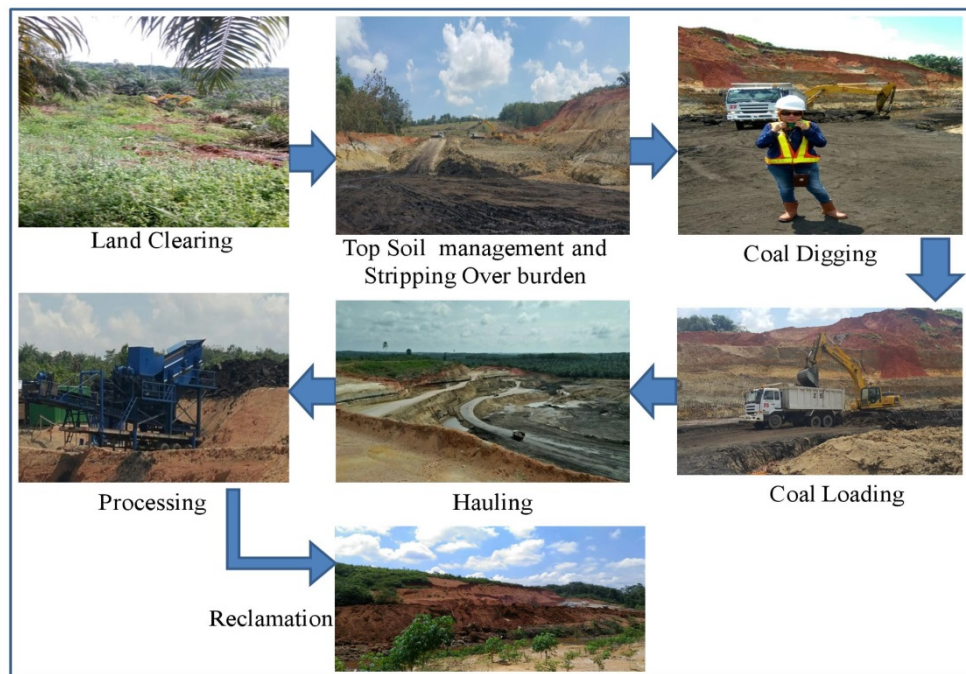 Land Clearing
Top Soil management and
Stripping Over burden
Coal Digging
Coal Loading
Hauling
Processing
Reclamation